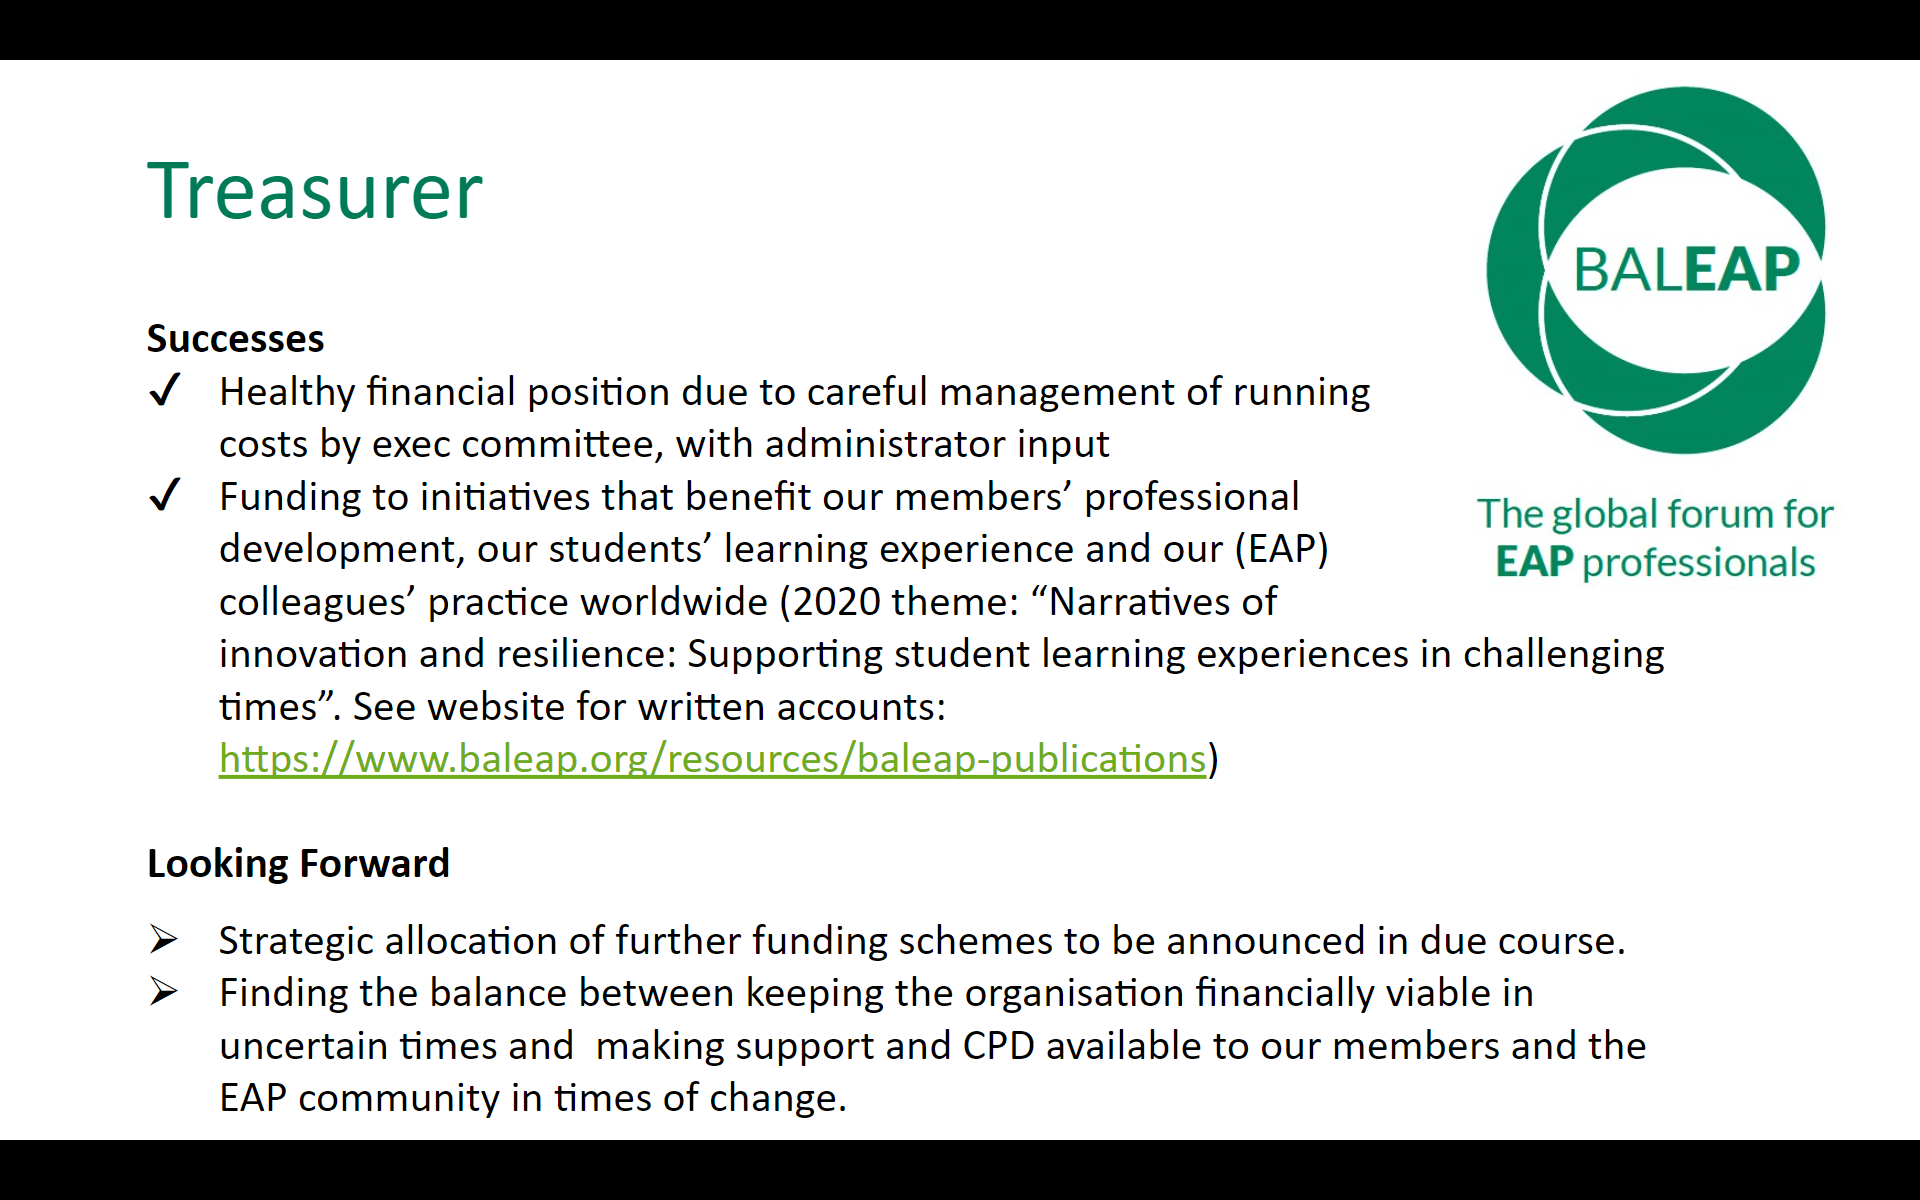 Treasurer
BALEAP
The global forum for
EAP professionals
Successes
✓ Healthy financial position due to careful management of running
costs by exec committee, with administrator input
✓ Funding to initiatives that benefit our members’ professional
development, our students’ learning experience and our (EAP)
colleagues’ practice worldwide (2020 theme: “Narratives of
innovation and resilience: Supporting student learning experiences in challenging
times”. See website for written accounts:
https://www.baleap.org/resources/baleap-publications)
Looking Forward
➢ Strategic allocation of further funding schemes to be announced in due course.
➢ Finding the balance between keeping the organisation financially viable in
uncertain times and  making support and CPD available to our members and the
EAP community in times of change.